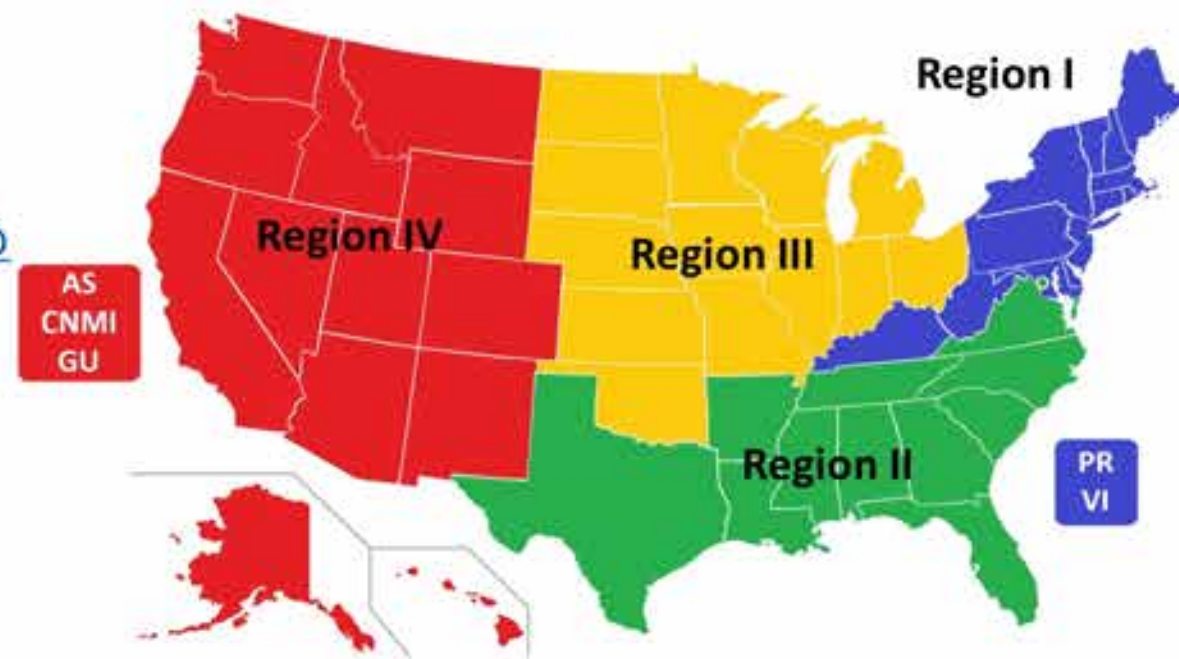 Region I
Region IV
Region III
AS
CNMI
GU
Region II
PR
VI